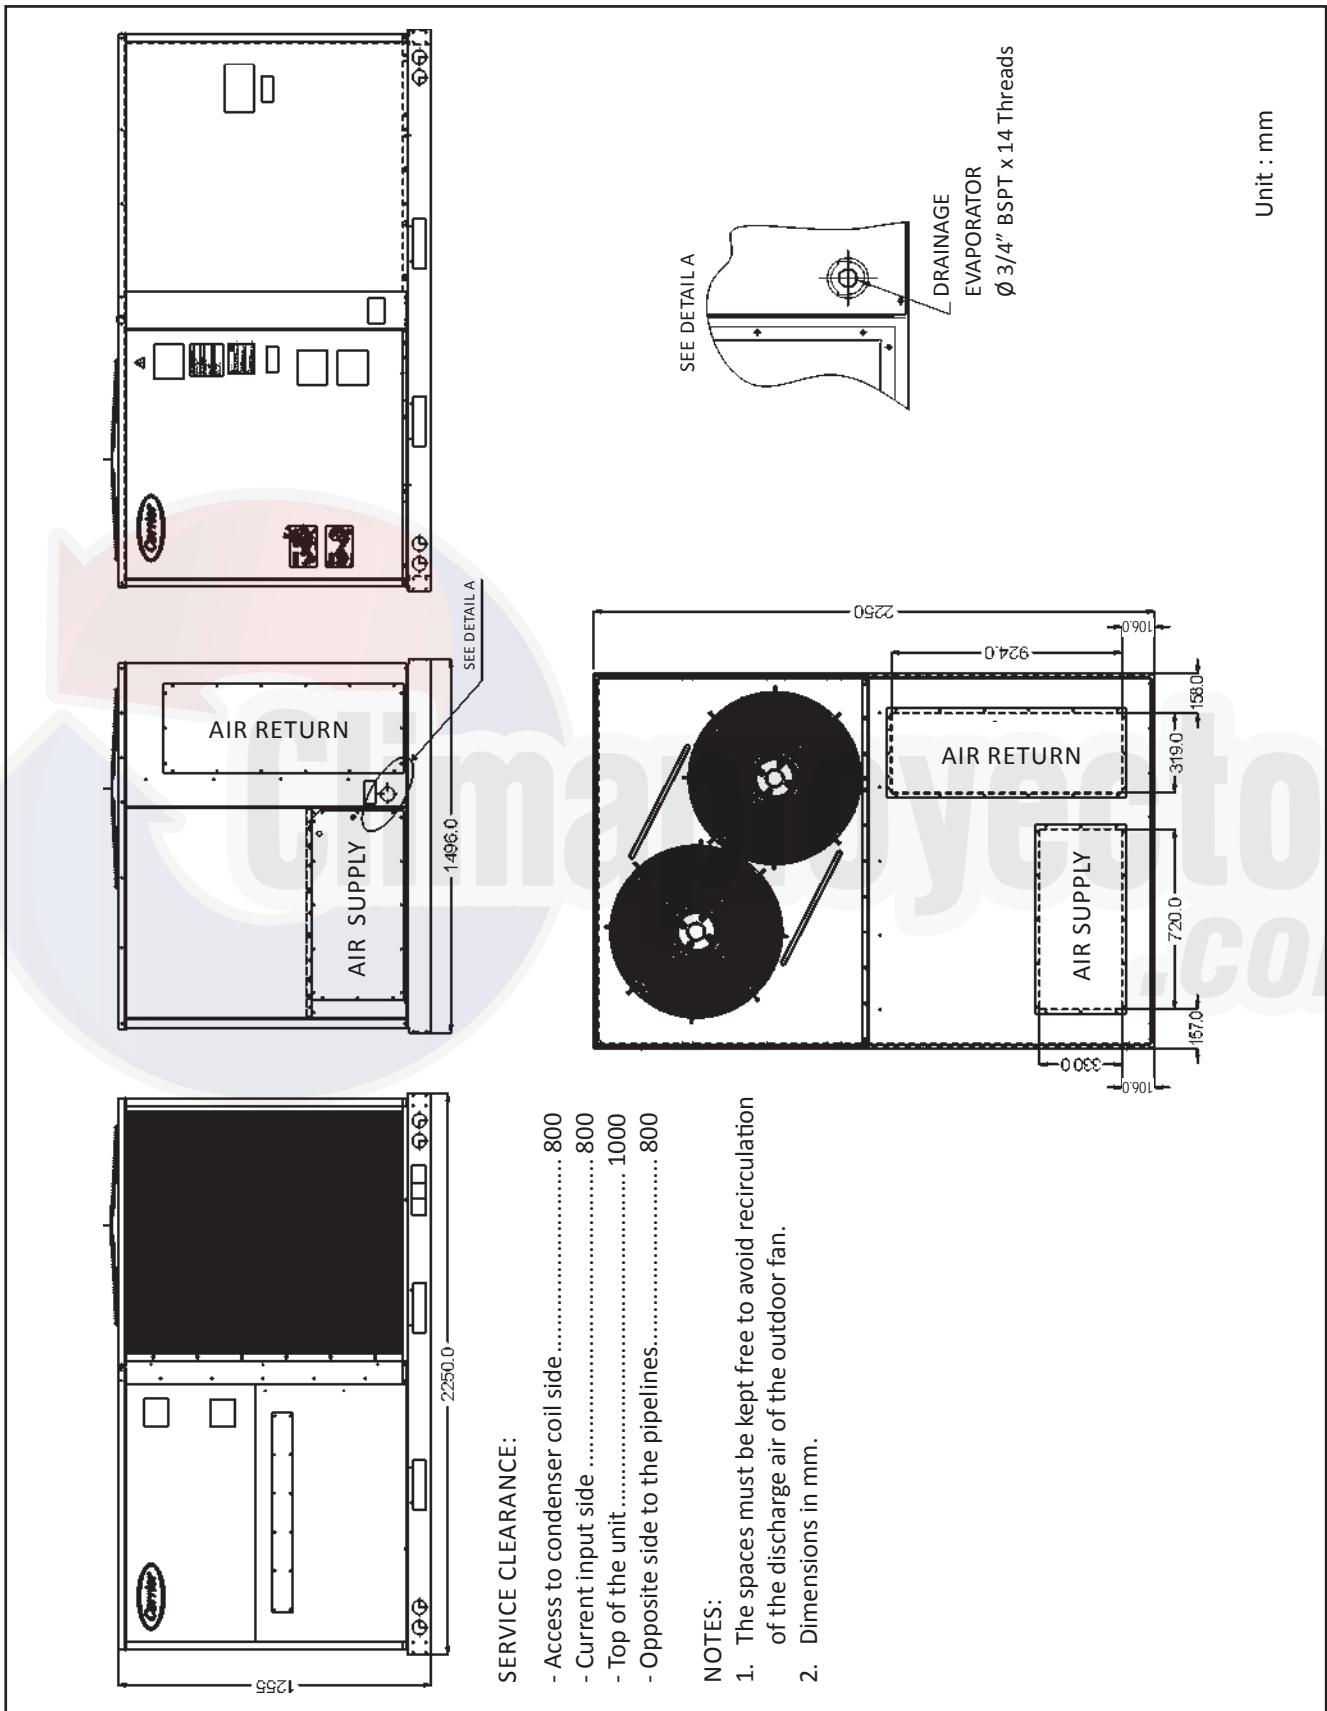 1255
2250.0
Carrier
AIR SUPPLY
AIR RETURN
1496.0
SEE DETAIL A
Carrier
SERVICE CLEARANCE:
- Access to condenser coil side.................................. 800
- Current input side .................................................... 800
- Top of the unit ......................................................... 1000
- Opposite side to the pipelines.................................. 800
NOTES:
1. The spaces must be kept free to avoid recirculation
of the discharge air of the outdoor fan.
2. Dimensions in mm.
2250
924.0
106.0
158.0
319.0
AIR RETURN
AIR SUPPLY
720.0
157.0
330.0
106.0
SEE DETAIL A
DRAINAGE
EVAPORATOR
Ø 3/4” BSPT x 14 Threads
Unit : mm
Climaproyecto
.co